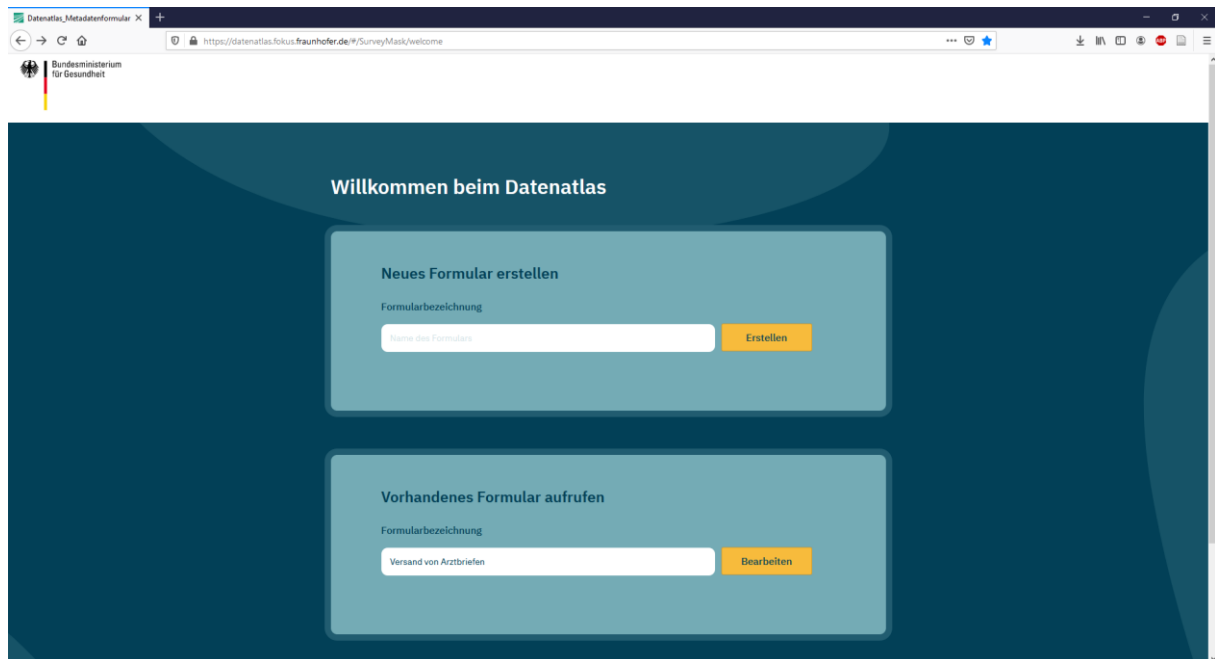 Datenatlas_Metadatenformular
https://datenatlas.fokus.fraunhofer.de/#/SurveyMask/welcome
Bundesministerium
für Gesundheit
Willkommen beim Datenatlas
Neues Formular erstellen
Formularbezeichnung
Name des Formulars
Erstellen
Vorhandenes Formular aufrufen
Formularbezeichnung
Versand von Arztbriefen
Bearbeiten